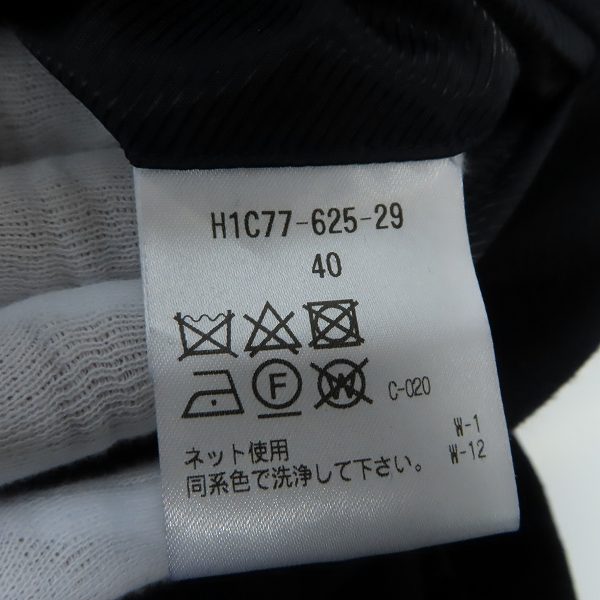 H1C77-625-29
40
F
W
C-020
W-1
W-12
ネット使用
同系色で洗浄して下さい。